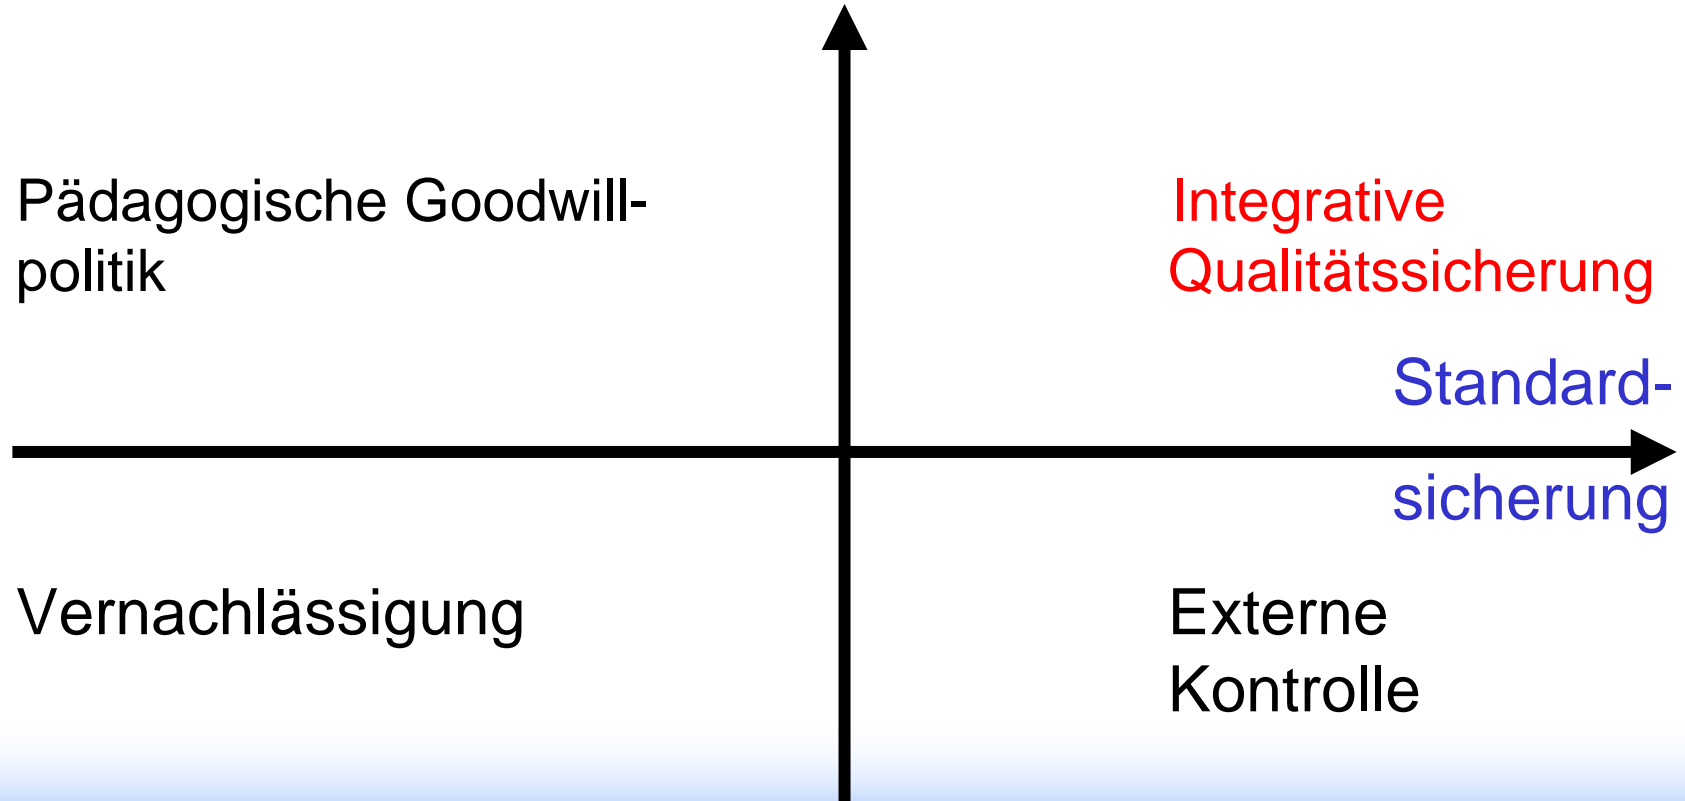 Pädagogische Goodwill-
politik
Integrative
Qualitätssicherung
Standard-
sicherung
Vernachlässigung
Externe
Kontrolle